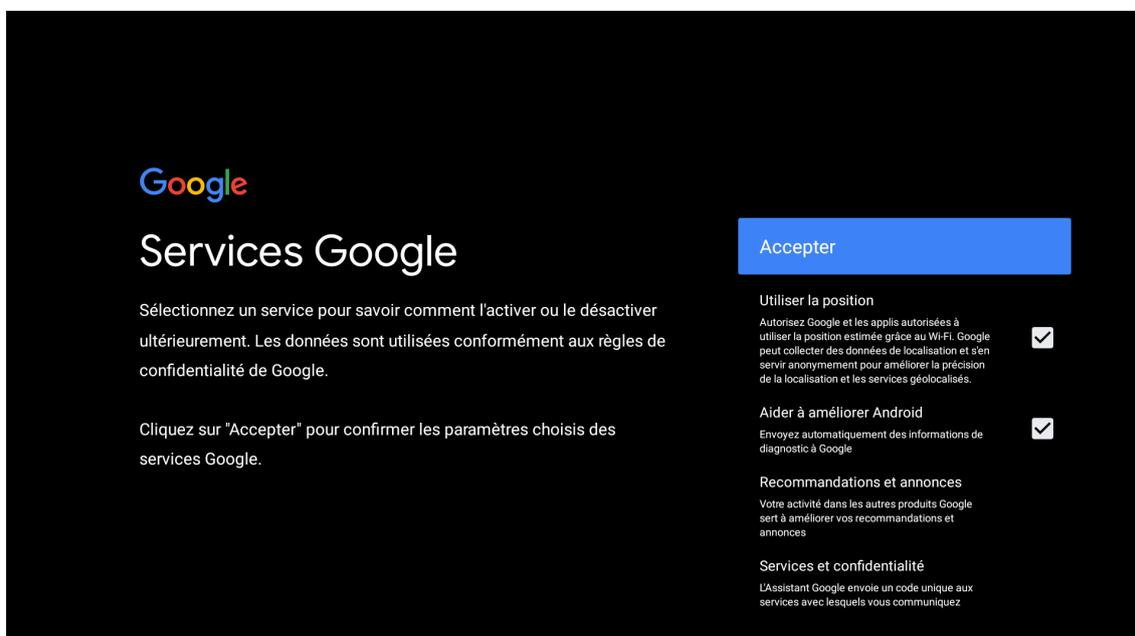 Google
Services Google
Sélectionnez un service pour savoir comment l'activer ou le désactiver
ultérieurement. Les données sont utilisées conformément aux règles de
confidentialité de Google.
Cliquez sur "Accepter" pour confirmer les paramètres choisis des
services Google.
Accepter
Utiliser la position
Autorisez Google et les applis autorisées à
utiliser la position estimée grâce au Wi-Fi. Google
peut collecter des données de localisation et s'en
servir anonymement pour améliorer la précision
de la localisation et les services géolocalisés.
Aider à améliorer Android
Envoyez automatiquement des informations de
diagnostic à Google
Recommandations et annonces
Votre activité dans les autres produits Google
sert à améliorer vos recommandations et
annonces
Services et confidentialité
L'Assistant Google envoie un code unique aux
services avec lesquels vous communiquez